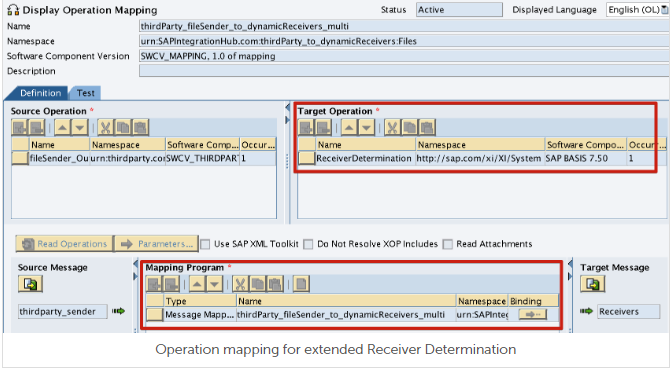 Display Operation Mapping Status Active Displayed Language English (OL)
Name thirdParty_fileSender_to_dynamicReceivers_multi
Namespace urn:SAPIntegrationHub.com:thirdParty_to_dynamicReceivers:Files
Software Component Version SWCV_MAPPING, 1.0 of mapping
Description
Definition Test
Source Operation * Target Operation *
Name Namespace Software Compo... Occur... Name Namespace Software Compo... Occur...
fileSender_Ou urn:thirdparty.co SWCV_THIRDPAR 1 ReceiverDetermination http://sap.com/xi/XI/System SAP BASIS 7.50 1
Read Operations Parameters... Use SAP XML Toolkit Do Not Resolve XOP Includes Read Attachments
Source Message Mapping Program * Target Message
Type Name Namespace Binding
thirdparty_sender Message Mapp... thirdParty_fileSender_to_dynamicReceivers_multi urn:SAPInteg Receivers
Operation mapping for extended Receiver Determination